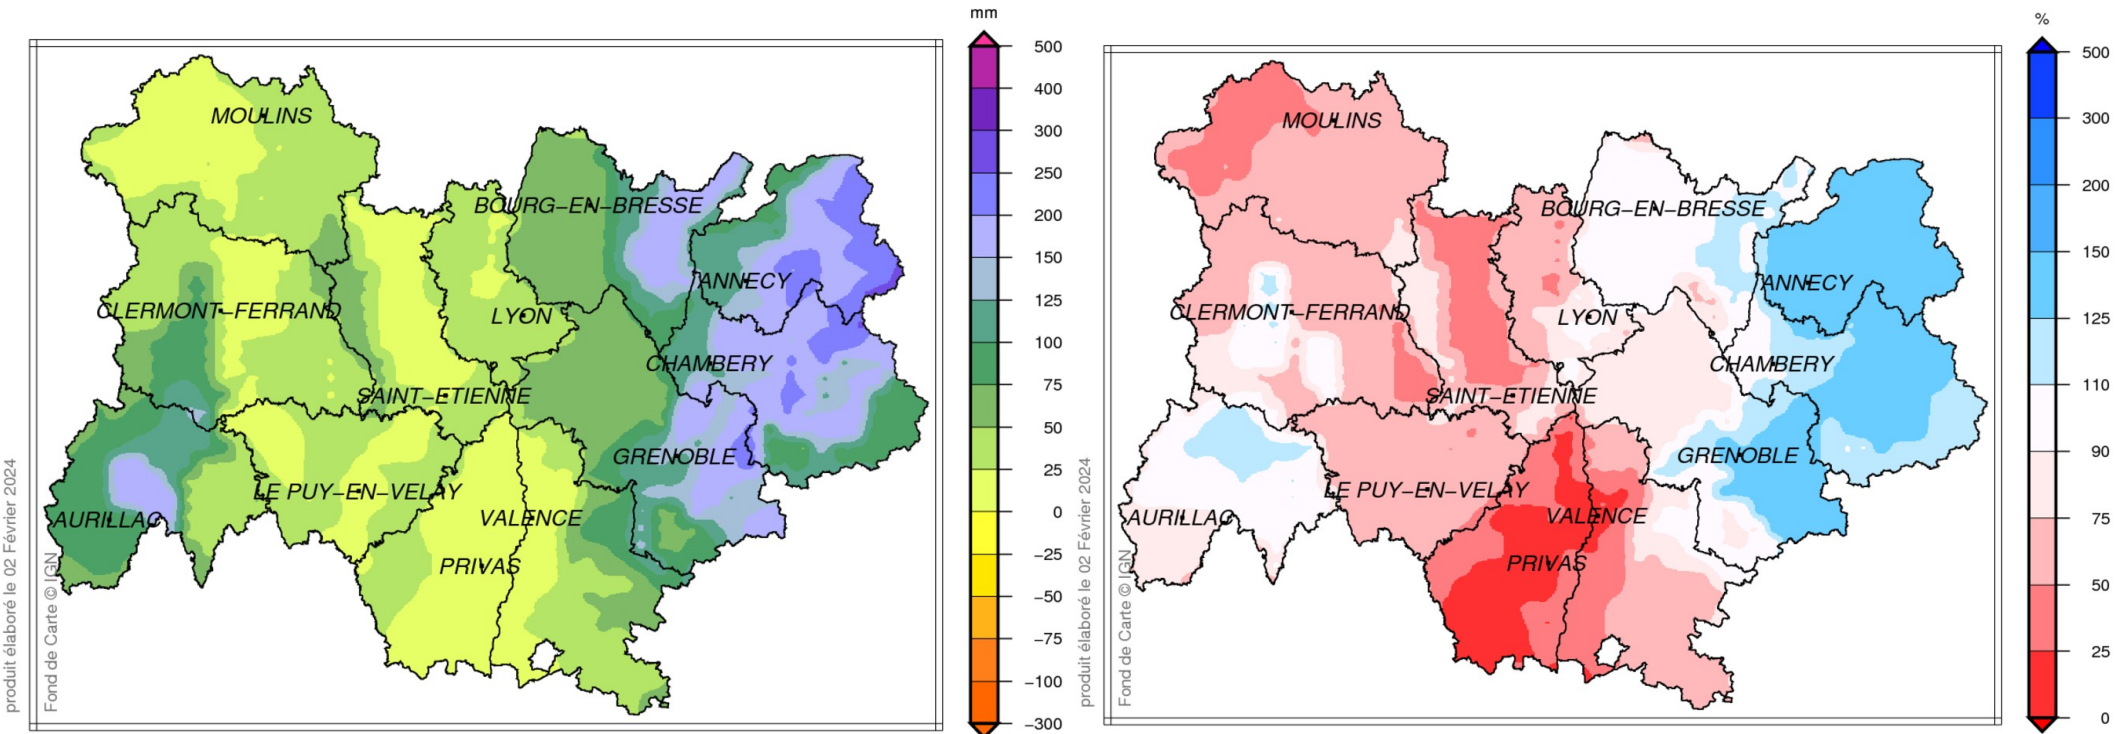 mm
MOULINS
BOURG−EN−BRESSE
ANNECY
CLERMONT−FERRAND
LYON
CHAMBERY
SAINT−ETIENNE
GRENOBLE
LE PUY−EN−VELAY
AURILLAC
VALENCE
PRIVAS
produit élaboré le 02 Février 2024
Fond de Carte © IGN
500
400
300
250
200
150
125
100
75
50
25
0
−25
−50
−75
−100
−300
%
MOULINS
BOURG−EN−BRESSE
ANNECY
CLERMONT−FERRAND
LYON
CHAMBERY
SAINT−ETIENNE
GRENOBLE
LE PUY−EN−VELAY
AURILLAC
VALENCE
PRIVAS
produit élaboré le 02 Février 2024
Fond de Carte © IGN
500
300
200
150
125
110
90
75
50
25
0